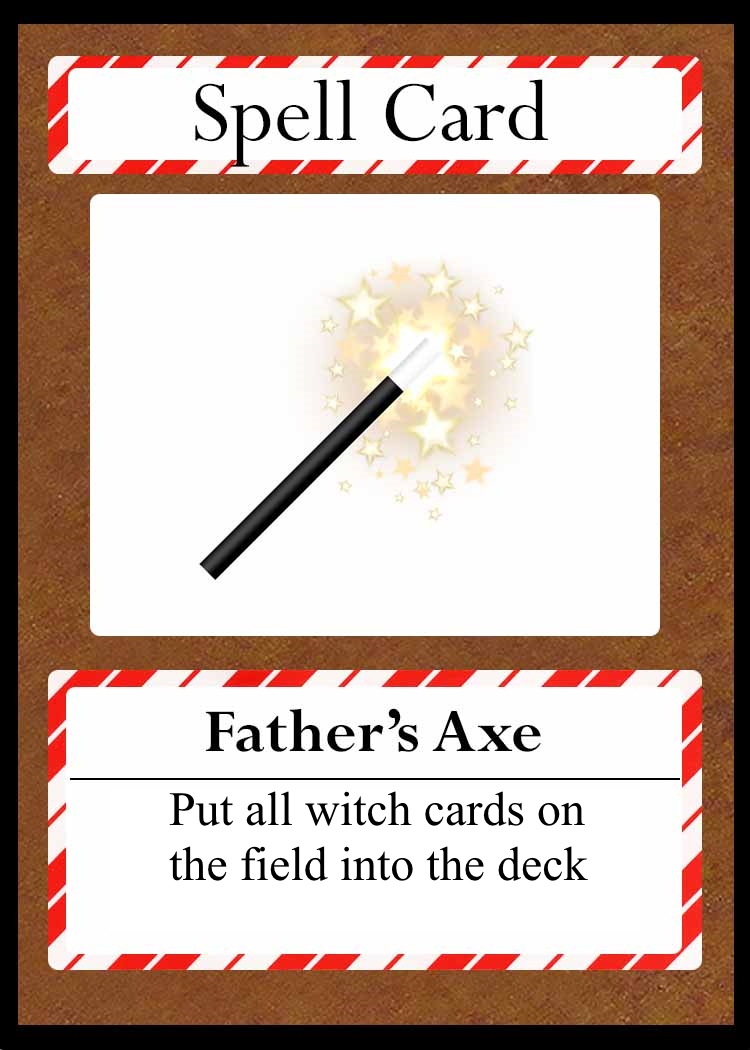 Spell Card
Father’s Axe
Put all witch cards on
the field into the deck